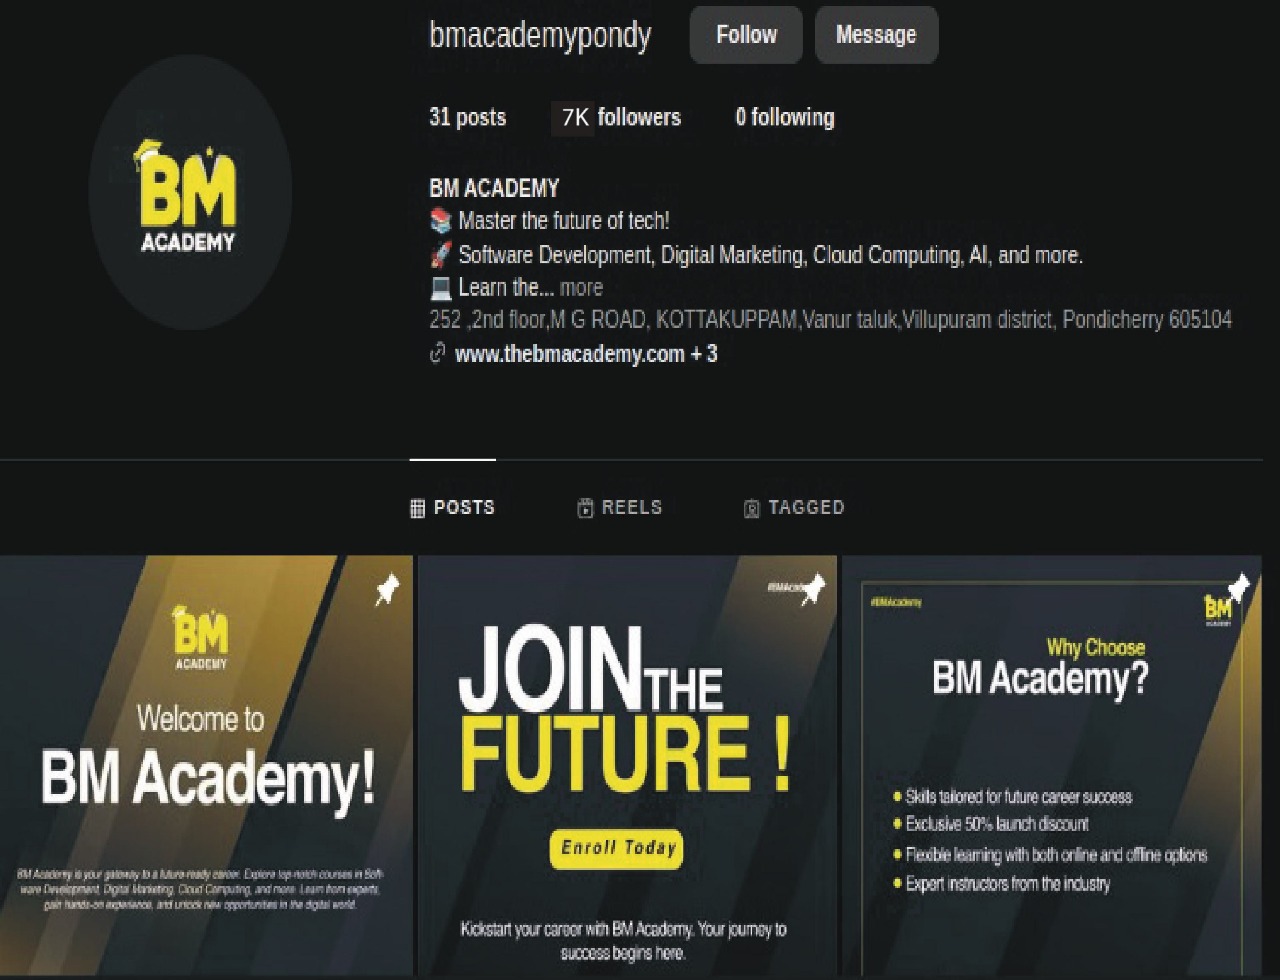 bmacademypondy Follow Message
31 posts 7K followers 0 following
BM ACADEMY
📚 Master the future of tech!
🚀 Software Development, Digital Marketing, Cloud Computing, AI, and more.
💻 Learn the... more
252 ,2nd floor,M G ROAD, KOTTAKUPPAM,Vanur taluk,Villupuram district, Pondicherry 605104
www.thebmacademy.com + 3
BM
ACADEMY
POSTS REELS TAGGED
BM
ACADEMY
Welcome to
BM Academy!
BM Academy is your gateway to a future-ready career. Explore top-notch courses in Soft-
ware Development, Digital Marketing, Cloud Computing, and more. Learn from experts,
gain hands-on experience, and unlock new opportunities in the digital world.
JOIN THE
FUTURE !
Enroll Today
Kickstart your career with BM Academy. Your journey to
success begins here.
#BMAcademy
BM
ACADEMY
Why Choose
BM Academy?
Skills tailored for future career success
Exclusive 50% launch discount
Flexible learning with both online and offline options
Expert instructors from the industry